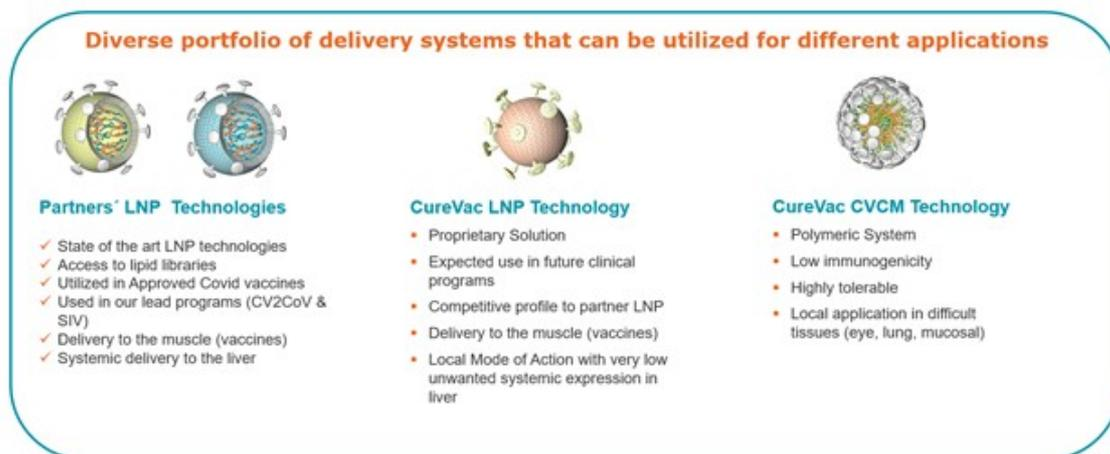 Diverse portfolio of delivery systems that can be utilized for different applications
Partners´ LNP Technologies
✓ State of the art LNP technologies
✓ Access to lipid libraries
✓ Utilized in Approved Covid vaccines
✓ Used in our lead programs (CV2CoV &
SIV)
✓ Delivery to the muscle (vaccines)
✓ Systemic delivery to the liver
CureVac LNP Technology
• Proprietary Solution
• Expected use in future clinical
programs
• Competitive profile to partner LNP
• Delivery to the muscle (vaccines)
• Local Mode of Action with very low
unwanted systemic expression in
liver
CureVac CVCM Technology
• Polymeric System
• Low immunogenicity
• Highly tolerable
• Local application in difficult
tissues (eye, lung, mucosal)